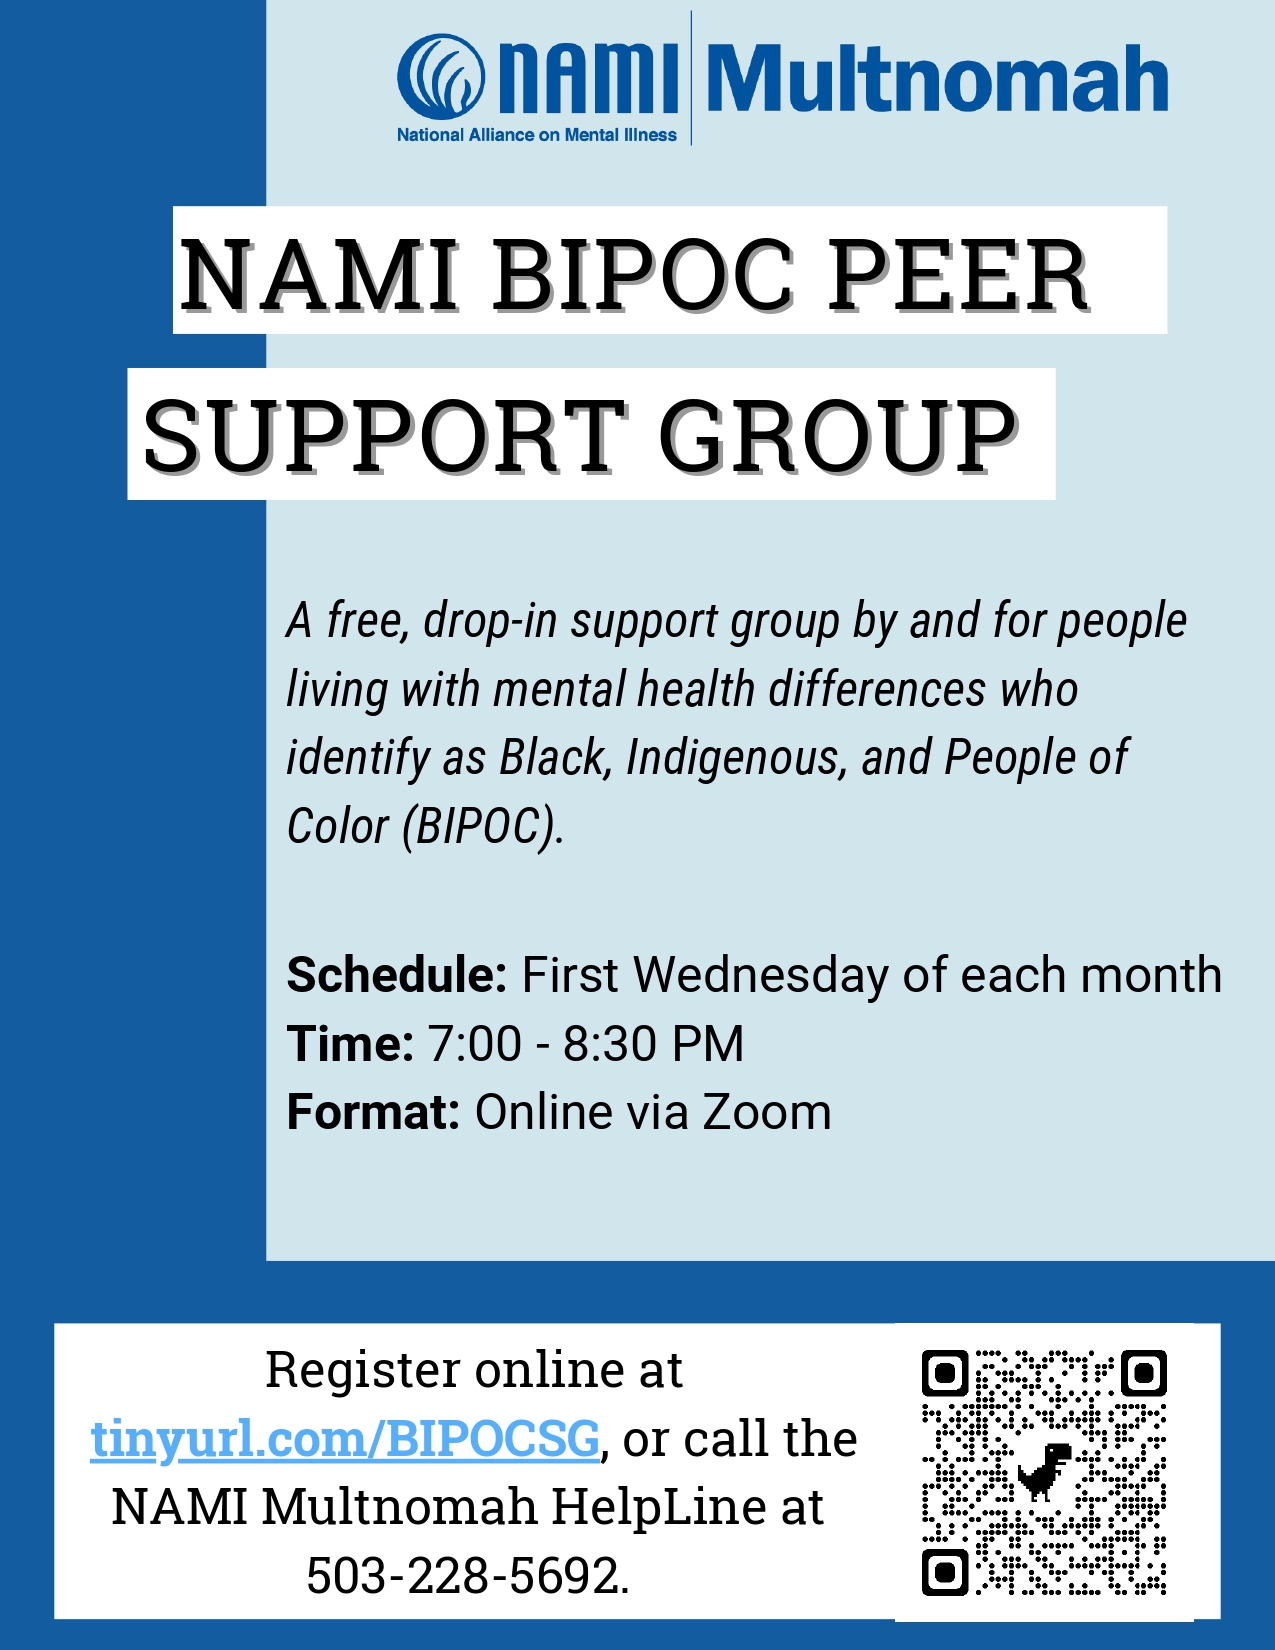 NAMI Multnomah
National Alliance on Mental Illness
NAMI BIPOC PEER
SUPPORT GROUP
A free, drop-in support group by and for people
living with mental health differences who
identify as Black, Indigenous, and People of
Color (BIPOC).
Schedule: First Wednesday of each month
Time: 7:00 - 8:30 PM
Format: Online via Zoom
Register online at
tinyurl.com/BIPOCSG, or call the
NAMI Multnomah HelpLine at
503-228-5692.